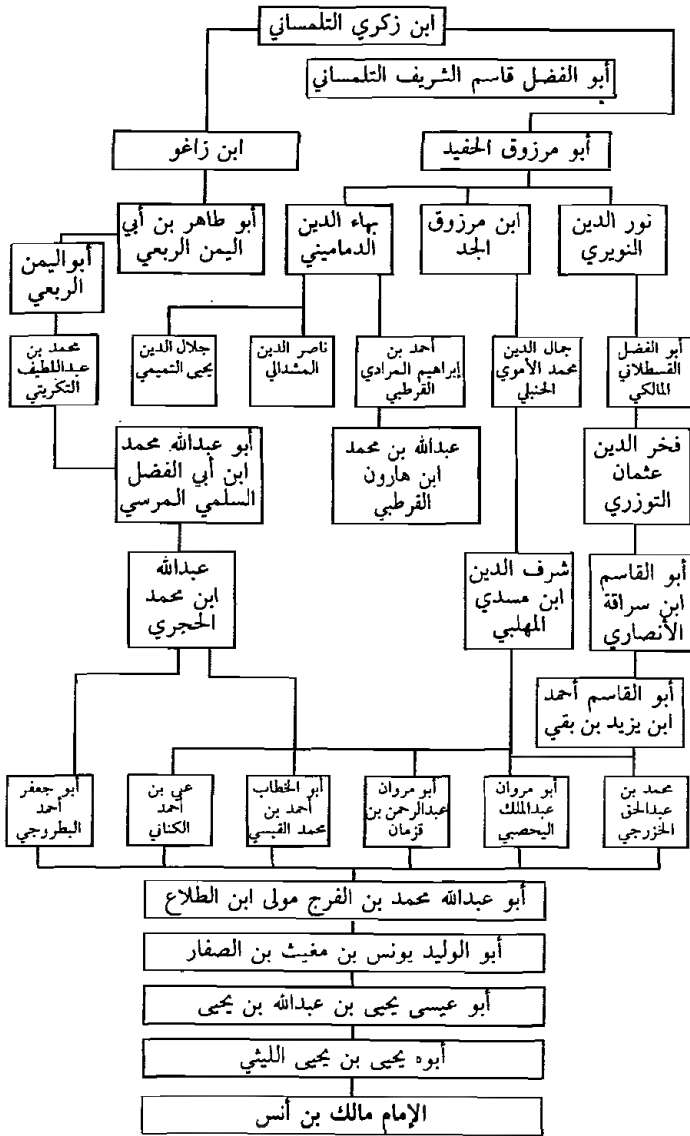 ابن زكري التلمساني
أبو الفضل قاسم الشريف التلمساني
أبو مرزوق الحفيد
ابن زاغو
نور الدين
النويري
ابن مرزوق
الجد
بهاء الدين
الدماميني
أبو طاهر بن أبي
اليمن الربعي
أبواليمن
الربعي
أبو الفضل
القسطلاني
المالكي
جمال الدين
محمد الأموي
الحنبلي
أحمد بن
إبراهيم المرادي
القرطبي
ناصر الدين
المشدالي
جلال الدين
يحيى التميمي
محمد بن
عبداللطيف
التكريتي
فخر الدين
عثمان
التوزري
عبدالله بن محمد
ابن هارون
القرطبي
أبو عبدالله محمد
ابن أبي الفضل
السلمي المرسي
أبو القاسم
ابن سراقة
الأنصاري
شرف الدين
ابن مسدي
المهلبي
عبدالله
ابن محمد
الحجري
أبو القاسم أحمد
ابن يزيد بن بقي
محمد بن
عبدالحق
الخزرجي
أبو مروان
عبدالملك
اليحصبي
أبو مروان
عبدالرحمن بن
قزمان
أبو الخطاب
أحمد بن
محمد القيسي
علي بن
أحمد
الكناني
أبو جعفر
أحمد
البطروجي
أبو عبدالله محمد بن الفرج مولى ابن الطلاع
أبو الوليد يونس بن مغيث بن الصفار
أبو عيسى يحيى بن عبدالله بن يحيى
أبوه يحيى بن يحيى الليثي
الإمام مالك بن أنس